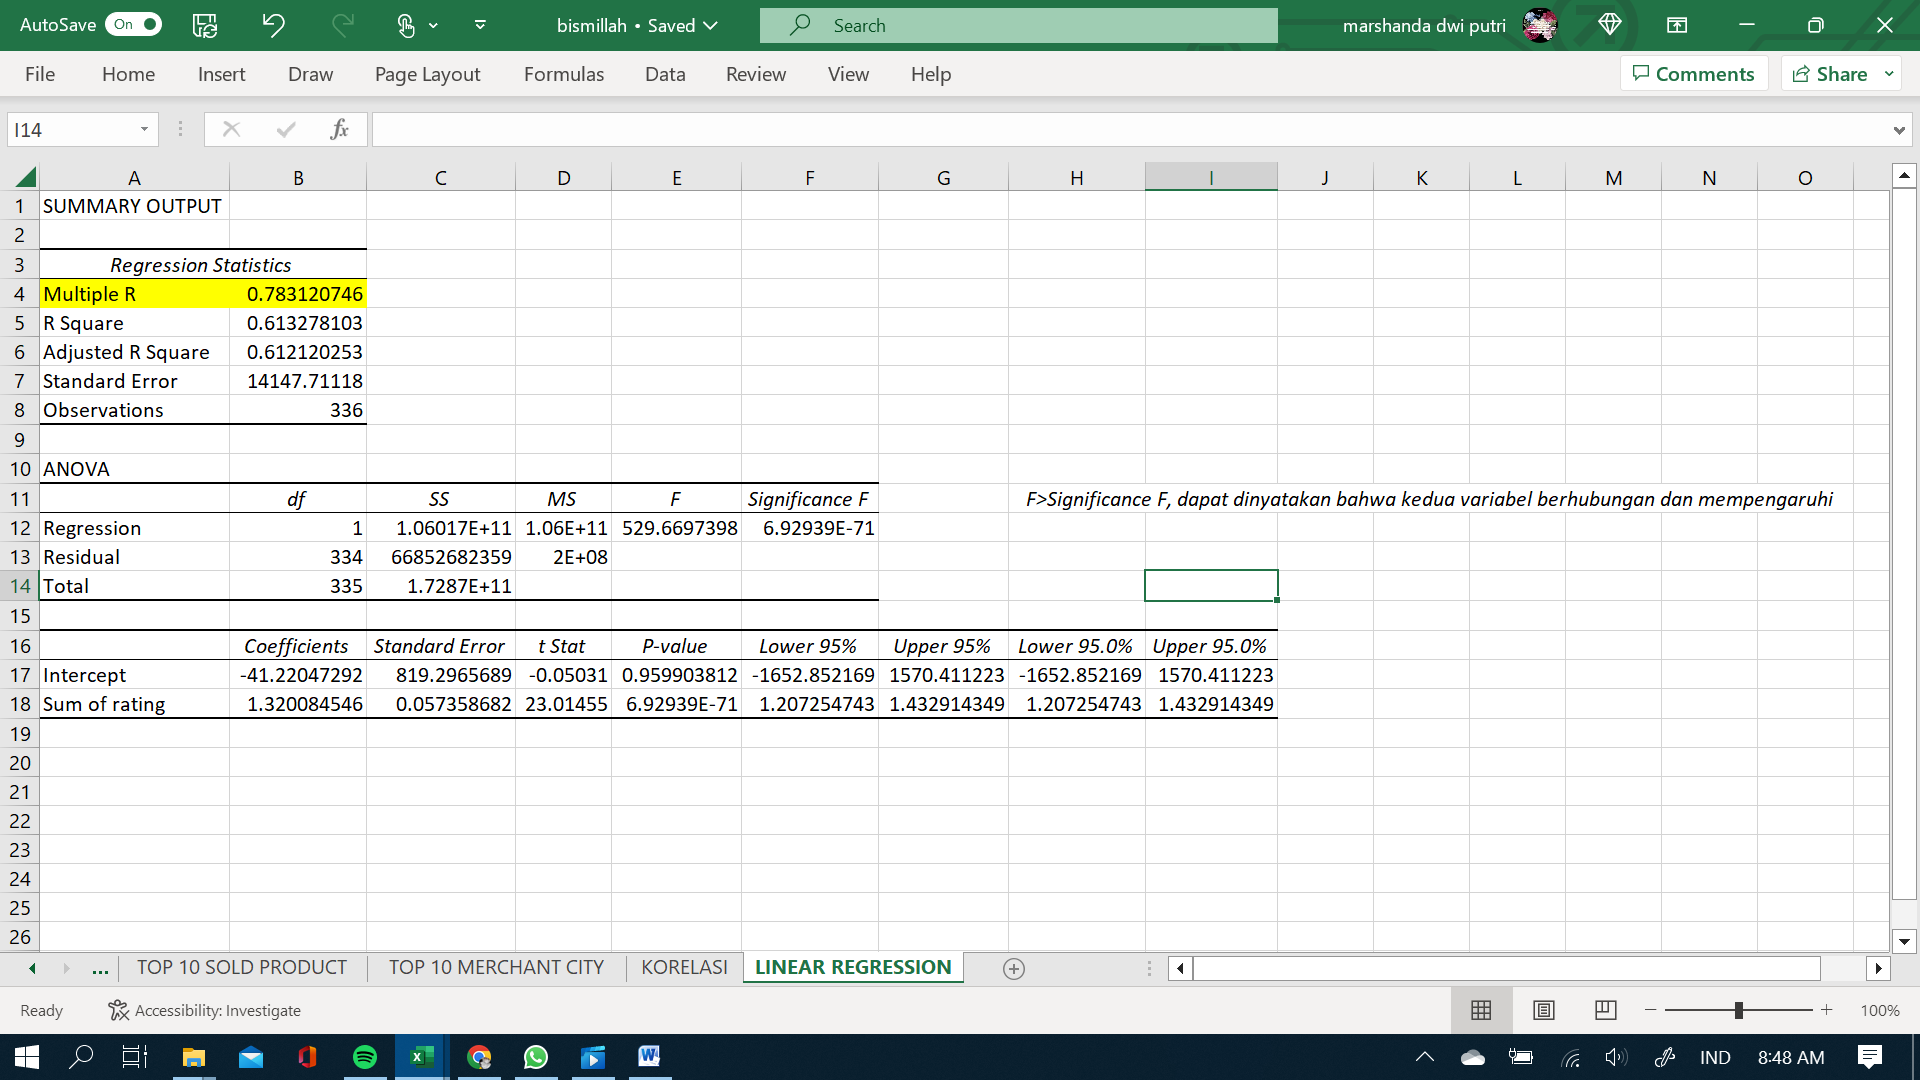 AutoSave On bismillah • Saved Search marshanda dwi putri
File Home Insert Draw Page Layout Formulas Data Review View Help Comments Share
I14 fx
A B C D E F G H I J K L M N O
1 SUMMARY OUTPUT
2
3 Regression Statistics
4 Multiple R 0.783120746
5 R Square 0.613278103
6 Adjusted R Square 0.612120253
7 Standard Error 14147.71118
8 Observations 336
9
10 ANOVA
11 df SS MS F Significance F F>Significance F, dapat dinyatakan bahwa kedua variabel berhubungan dan mempengaruhi
12 Regression 1 1.06017E+11 1.06E+11 529.6697398 6.92939E-71
13 Residual 334 66852682359 2E+08
14 Total 335 1.7287E+11
15
16 Coefficients Standard Error t Stat P-value Lower 95% Upper 95% Lower 95.0% Upper 95.0%
17 Intercept -41.22047292 819.2965689 -0.05031 0.959903812 -1652.852169 1570.411223 -1652.852169 1570.411223
18 Sum of rating 1.320084546 0.057358682 23.01455 6.92939E-71 1.207254743 1.432914349 1.207254743 1.432914349
19
20
21
22
23
24
25
26
... TOP 10 SOLD PRODUCT TOP 10 MERCHANT CITY KORELASI LINEAR REGRESSION
Ready Accessibility: Investigate 100%
IND 8:48 AM